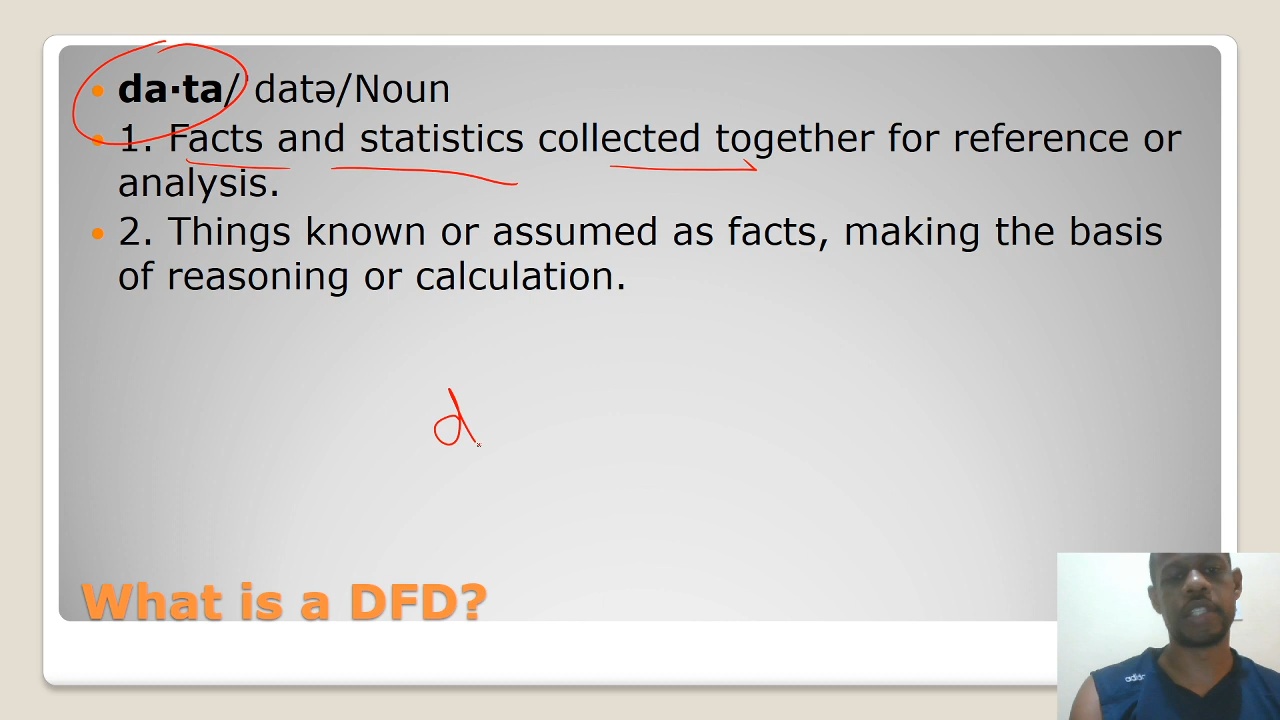 da·ta/ datə/Noun
1. Facts and statistics collected together for reference or
analysis.
2. Things known or assumed as facts, making the basis
of reasoning or calculation.
d
What is a DFD?
adidas